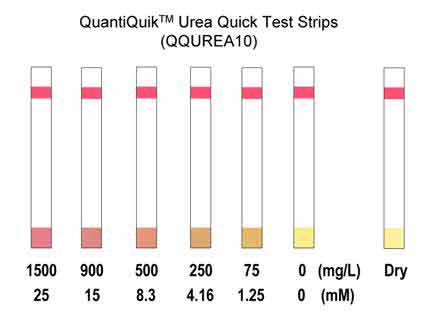 QuantiQuik™ Urea Quick Test Strips
(QQUREA10)
1500 900 500 250 75 0 (mg/L) Dry
25 15 8.3 4.16 1.25 0 (mM)